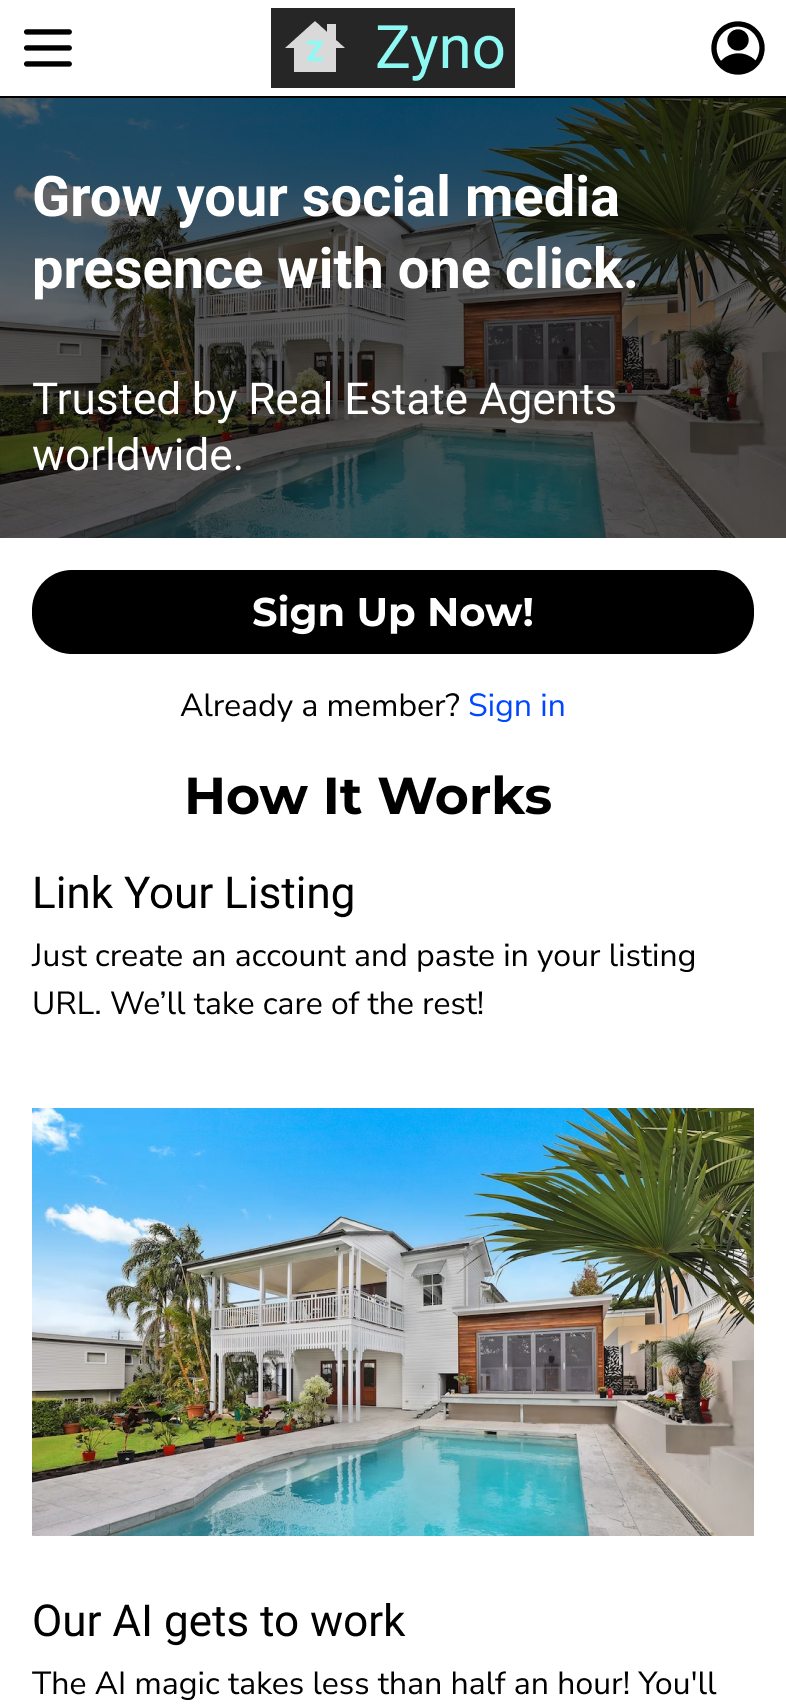 Z Zyno
Grow your social media
presence with one click.
Trusted by Real Estate Agents
worldwide.
Sign Up Now!
Already a member? Sign in
How It Works
Link Your Listing
Just create an account and paste in your listing
URL. We’ll take care of the rest!
Our AI gets to work
The AI magic takes less than half an hour! You'll